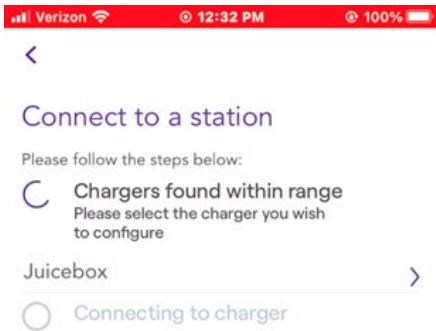 Verizon 12:32 PM 100%
Connect to a station
Please follow the steps below:
Chargers found within range
Please select the charger you wish
to configure
Juicebox
Connecting to charger